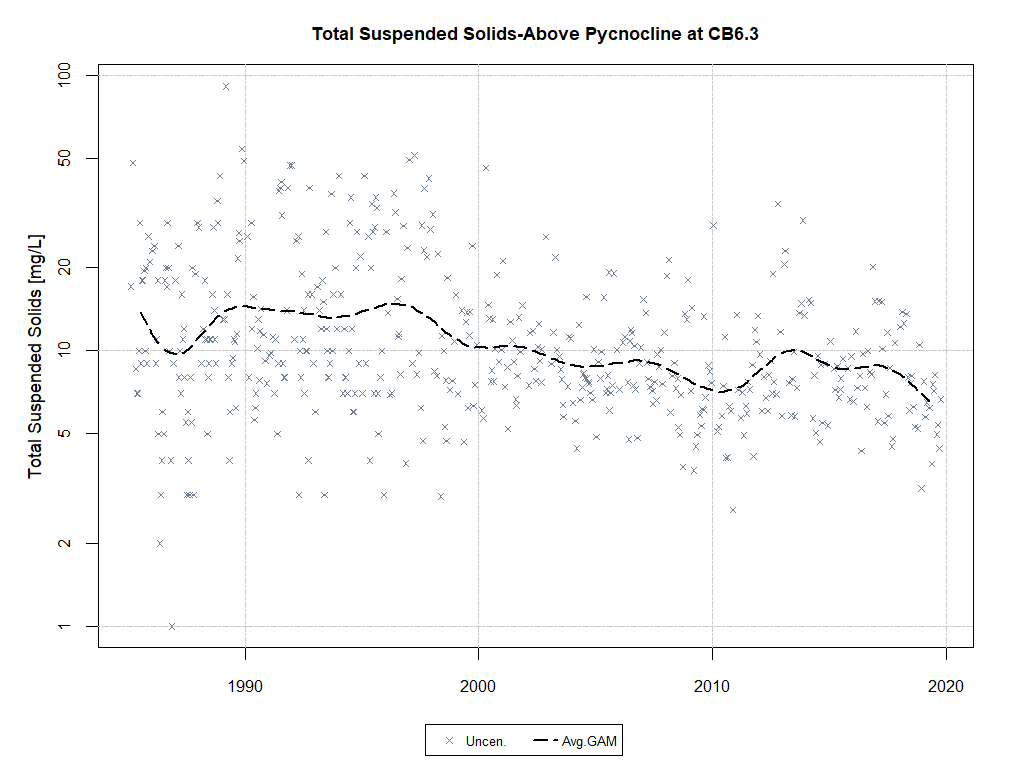 Total Suspended Solids-Above Pycnocline at CB6.3
Total Suspended Solids [mg/L]
100
50
20
10
5
2
1
1990 2000 2010 2020
Uncen. Avg.GAM